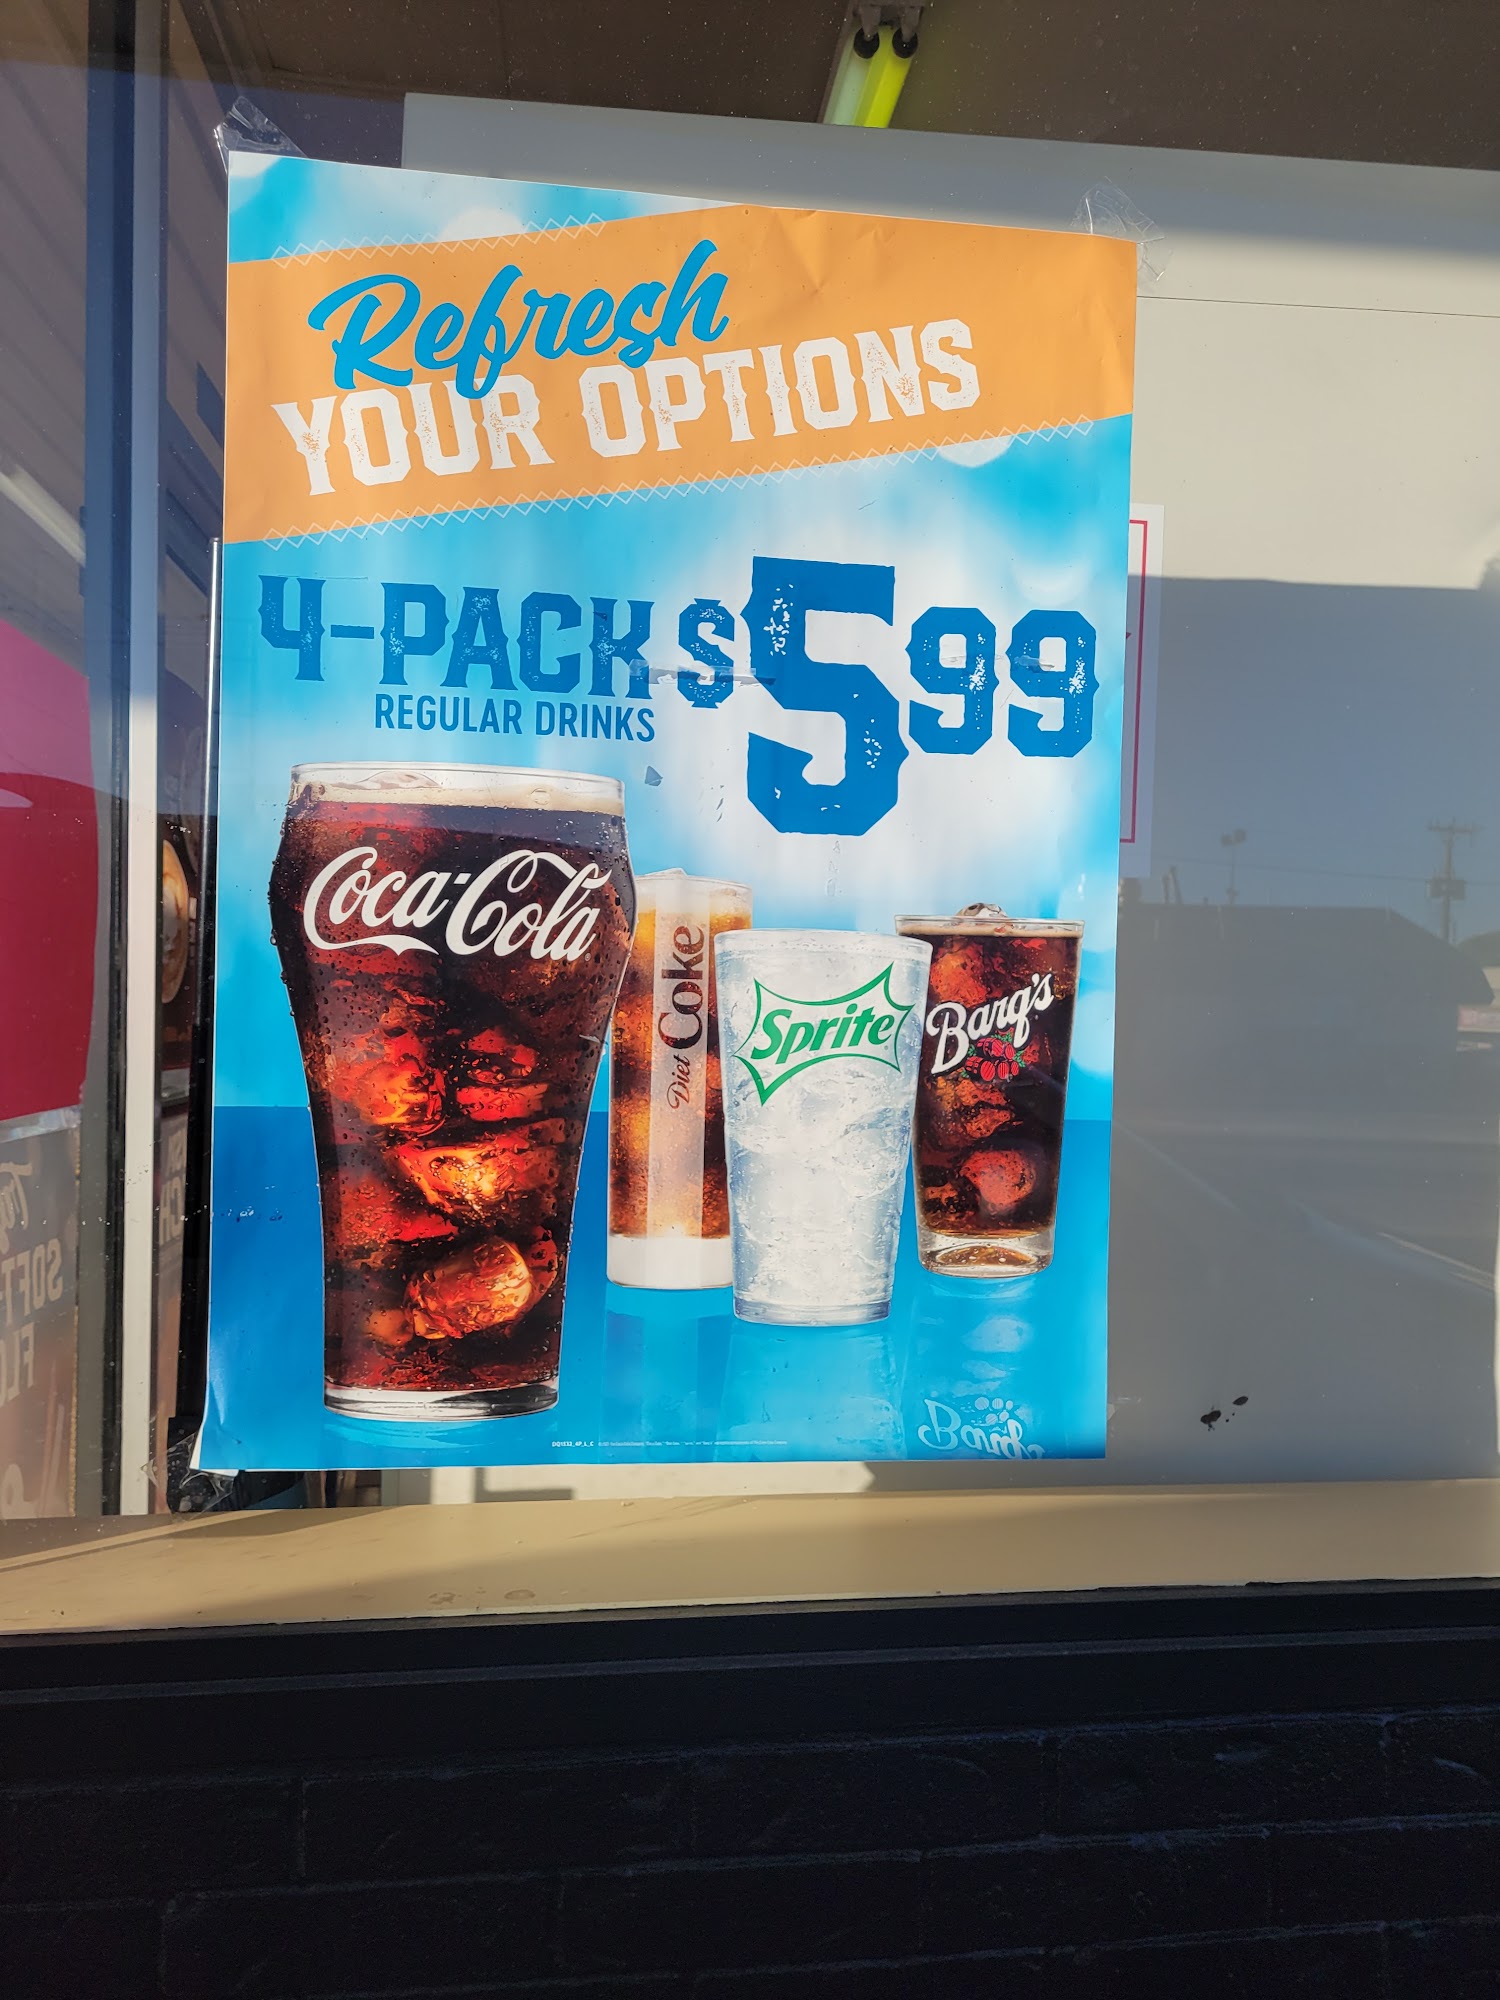 Refresh
YOUR OPTIONS
4-PACK $5 99
REGULAR DRINKS
Coca-Cola
Diet Coke
Sprite
Barq's